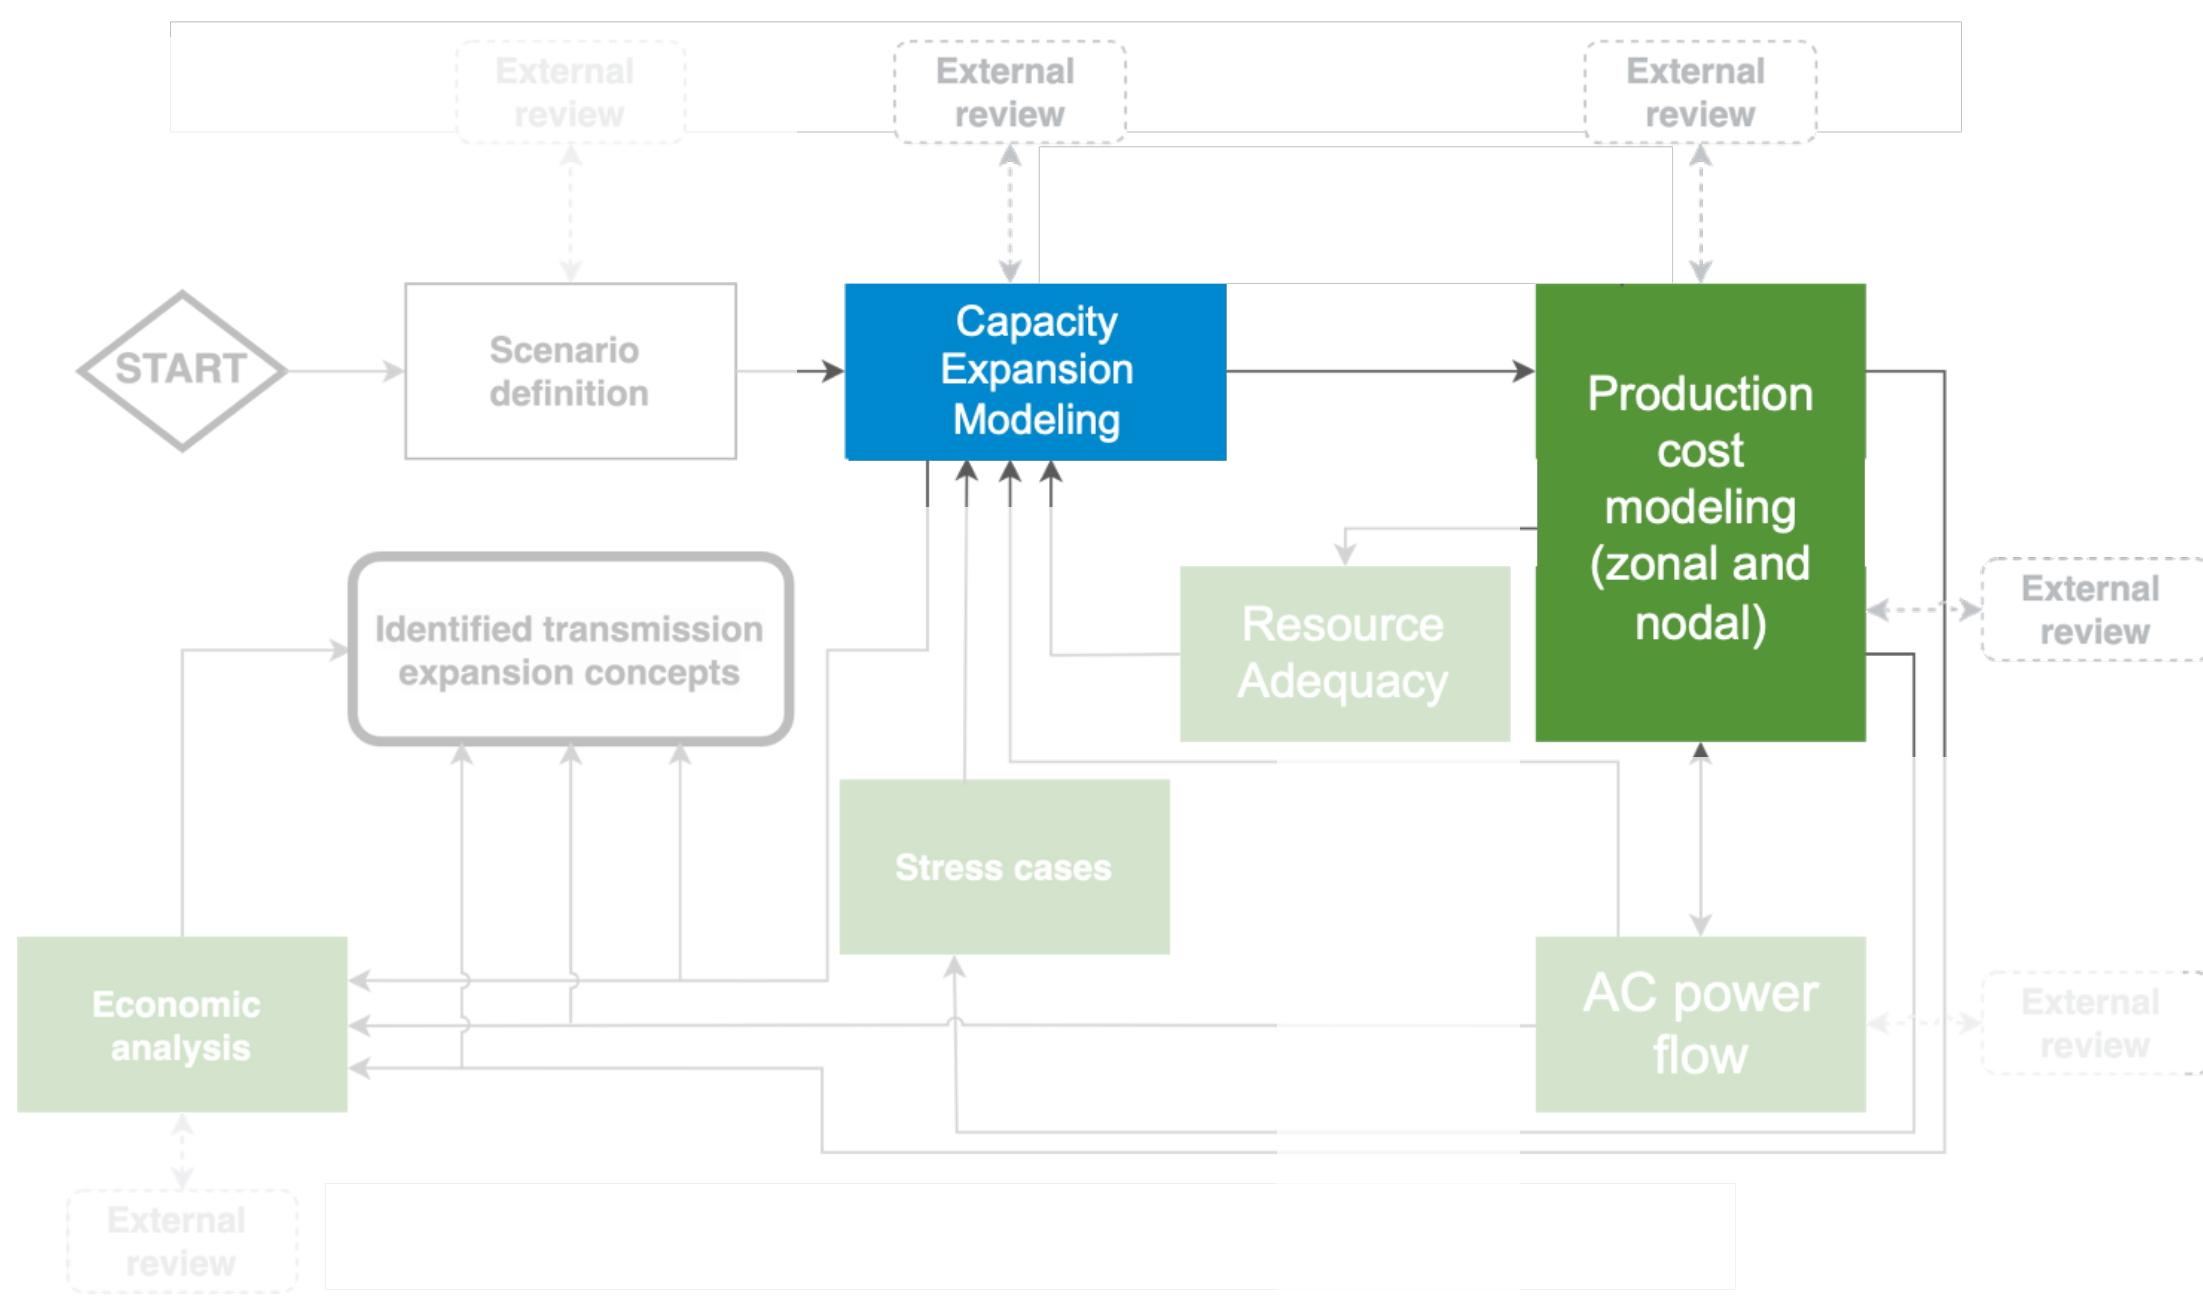 External
review
External
review
External
review
START
Scenario
definition
Capacity
Expansion
Modeling
Production
cost
modeling
(zonal and
nodal)
External
review
Identified transmission
expansion concepts
Resource
Adequacy
Stress cases
Economic
analysis
AC power
flow
External
review
External
review